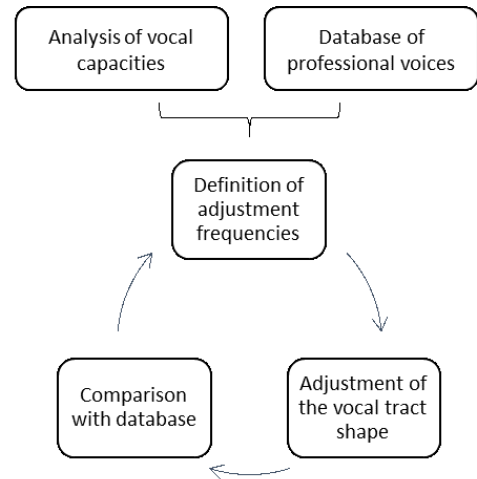 Analysis of vocal
capacities
Database of
professional voices
Definition of
adjustment
frequencies
Comparison
with database
Adjustment of
the vocal tract
shape